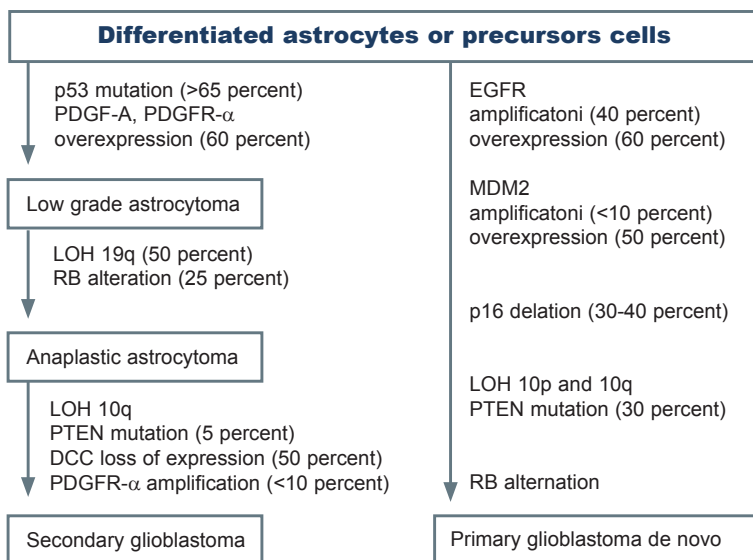 Differentiated astrocytes or precursors cells
p53 mutation (>65 percent)
PDGF-A, PDGFR-α
overexpression (60 percent)
Low grade astrocytoma
LOH 19q (50 percent)
RB alteration (25 percent)
Anaplastic astrocytoma
LOH 10q
PTEN mutation (5 percent)
DCC loss of expression (50 percent)
PDGFR-α amplification (<10 percent)
Secondary glioblastoma
EGFR
amplificatoni (40 percent)
overexpression (60 percent)
MDM2
amplificatoni (<10 percent)
overexpression (50 percent)
p16 delation (30-40 percent)
LOH 10p and 10q
PTEN mutation (30 percent)
RB alternation
Primary glioblastoma de novo